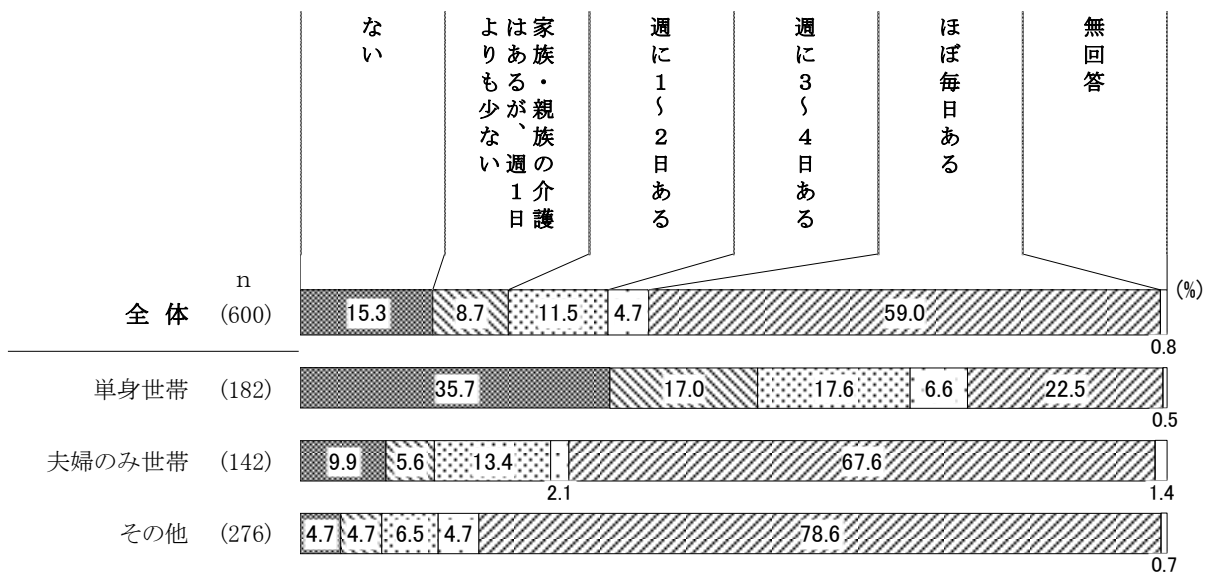 ない
家族・親族の介護
はあるが、週１日
よりも少ない
週に１～２日ある
週に３～４日ある
ほぼ毎日ある
無回答
n
(%)
全 体 (600) 15.3 8.7 11.5 4.7 59.0
0.8
単身世帯 (182) 35.7 17.0 17.6 6.6 22.5
0.5
夫婦のみ世帯 (142) 9.9 5.6 13.4 67.6
2.1 1.4
その他 (276) 4.7 4.7 6.5 4.7 78.6
0.7